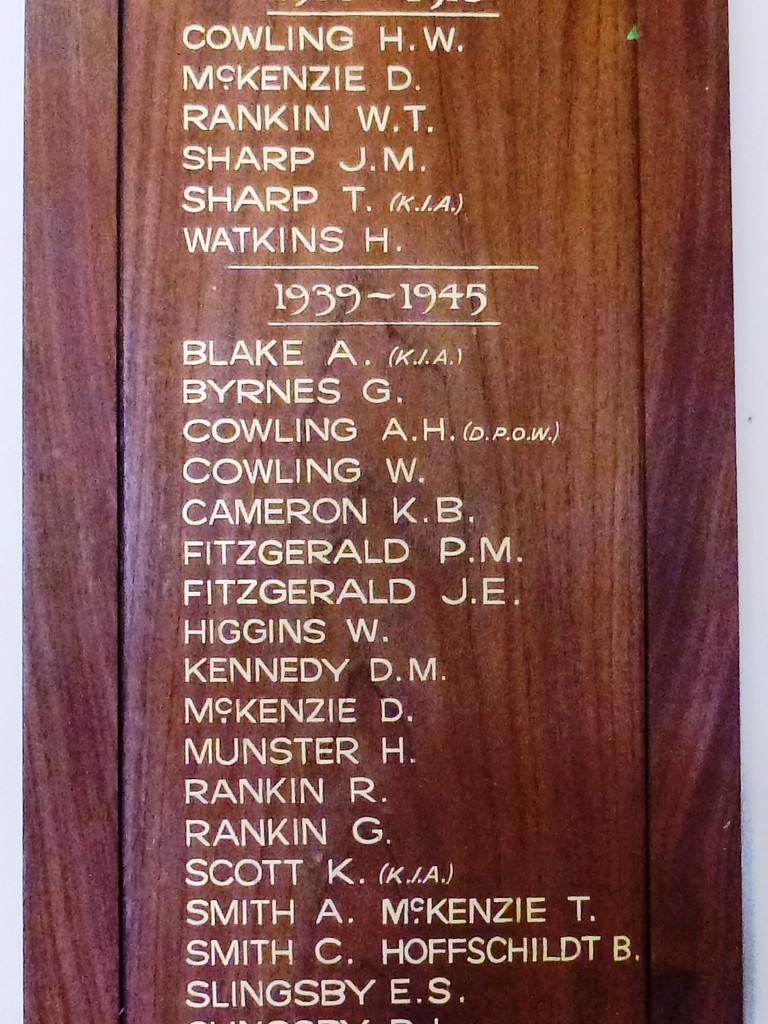 COWLING H.W.
McKENZIE D.
RANKIN W.T.
SHARP J.M.
SHARP T. (K.I.A.)
WATKINS H.
1939~1945
BLAKE A. (K.I.A.)
BYRNES G.
COWLING A.H. (D.P.O.W.)
COWLING W.
CAMERON K.B.
FITZGERALD P.M.
FITZGERALD J.E.
HIGGINS W.
KENNEDY D.M.
McKENZIE D.
MUNSTER H.
RANKIN R.
RANKIN G.
SCOTT K. (K.I.A.)
SMITH A. McKENZIE T.
SMITH C. HOFFSCHILDT B.
SLINGSBY E.S.